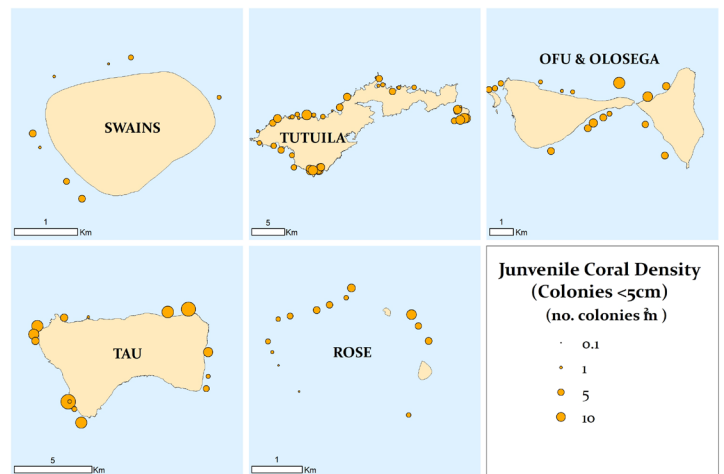 SWAINS
1
Km
TUTUILA
5
Km
OFU & OLOSEGA
1
Km
TAU
5
Km
ROSE
1
Km
Junvenile Coral Density
(Colonies <5cm)
(no. colonies m²)
0.1
1
5
10